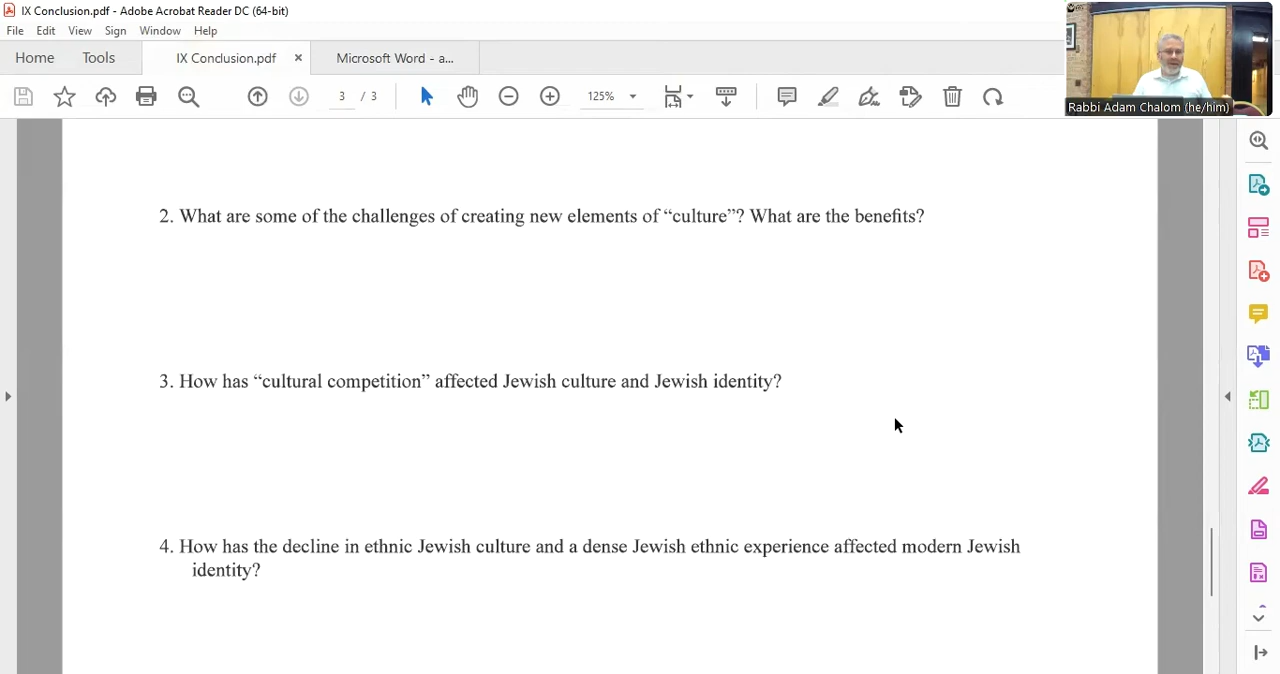 IX Conclusion.pdf - Adobe Acrobat Reader DC (64-bit)
File Edit View Sign Window Help
Home Tools IX Conclusion.pdf × Microsoft Word - a...
3 / 3 125%
Rabbi Adam Chalom (he/him)
2. What are some of the challenges of creating new elements of “culture”? What are the benefits?
3. How has “cultural competition” affected Jewish culture and Jewish identity?
4. How has the decline in ethnic Jewish culture and a dense Jewish ethnic experience affected modern Jewish
identity?